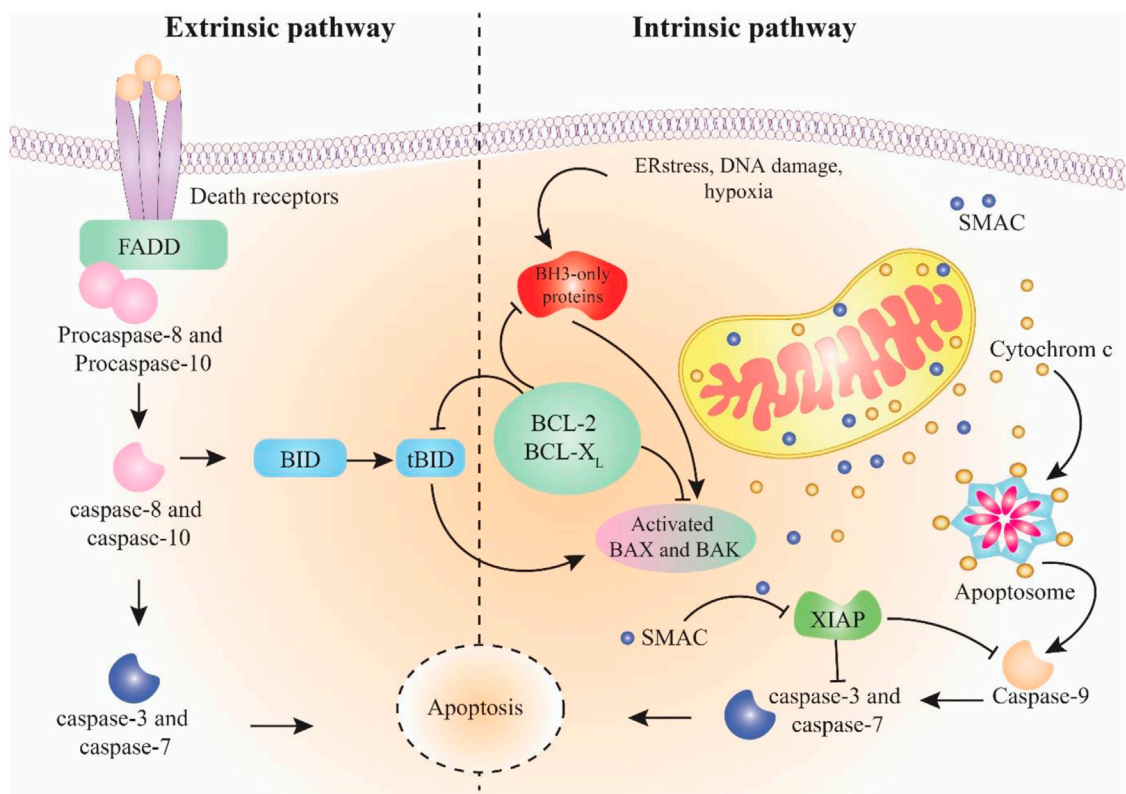 Extrinsic pathway
Intrinsic pathway
ERstress, DNA damage,
hypoxia
Death receptors
SMAC
FADD
BH3-only
proteins
Procaspase-8 and
Procaspase-10
Cytochrom c
BCL-2
BCL-XL
BID
tBID
caspase-8 and
caspase-10
Activated
BAX and BAK
Apoptosome
SMAC
XIAP
Caspase-9
caspase-3 and
caspase-7
Apoptosis
caspase-3 and
caspase-7